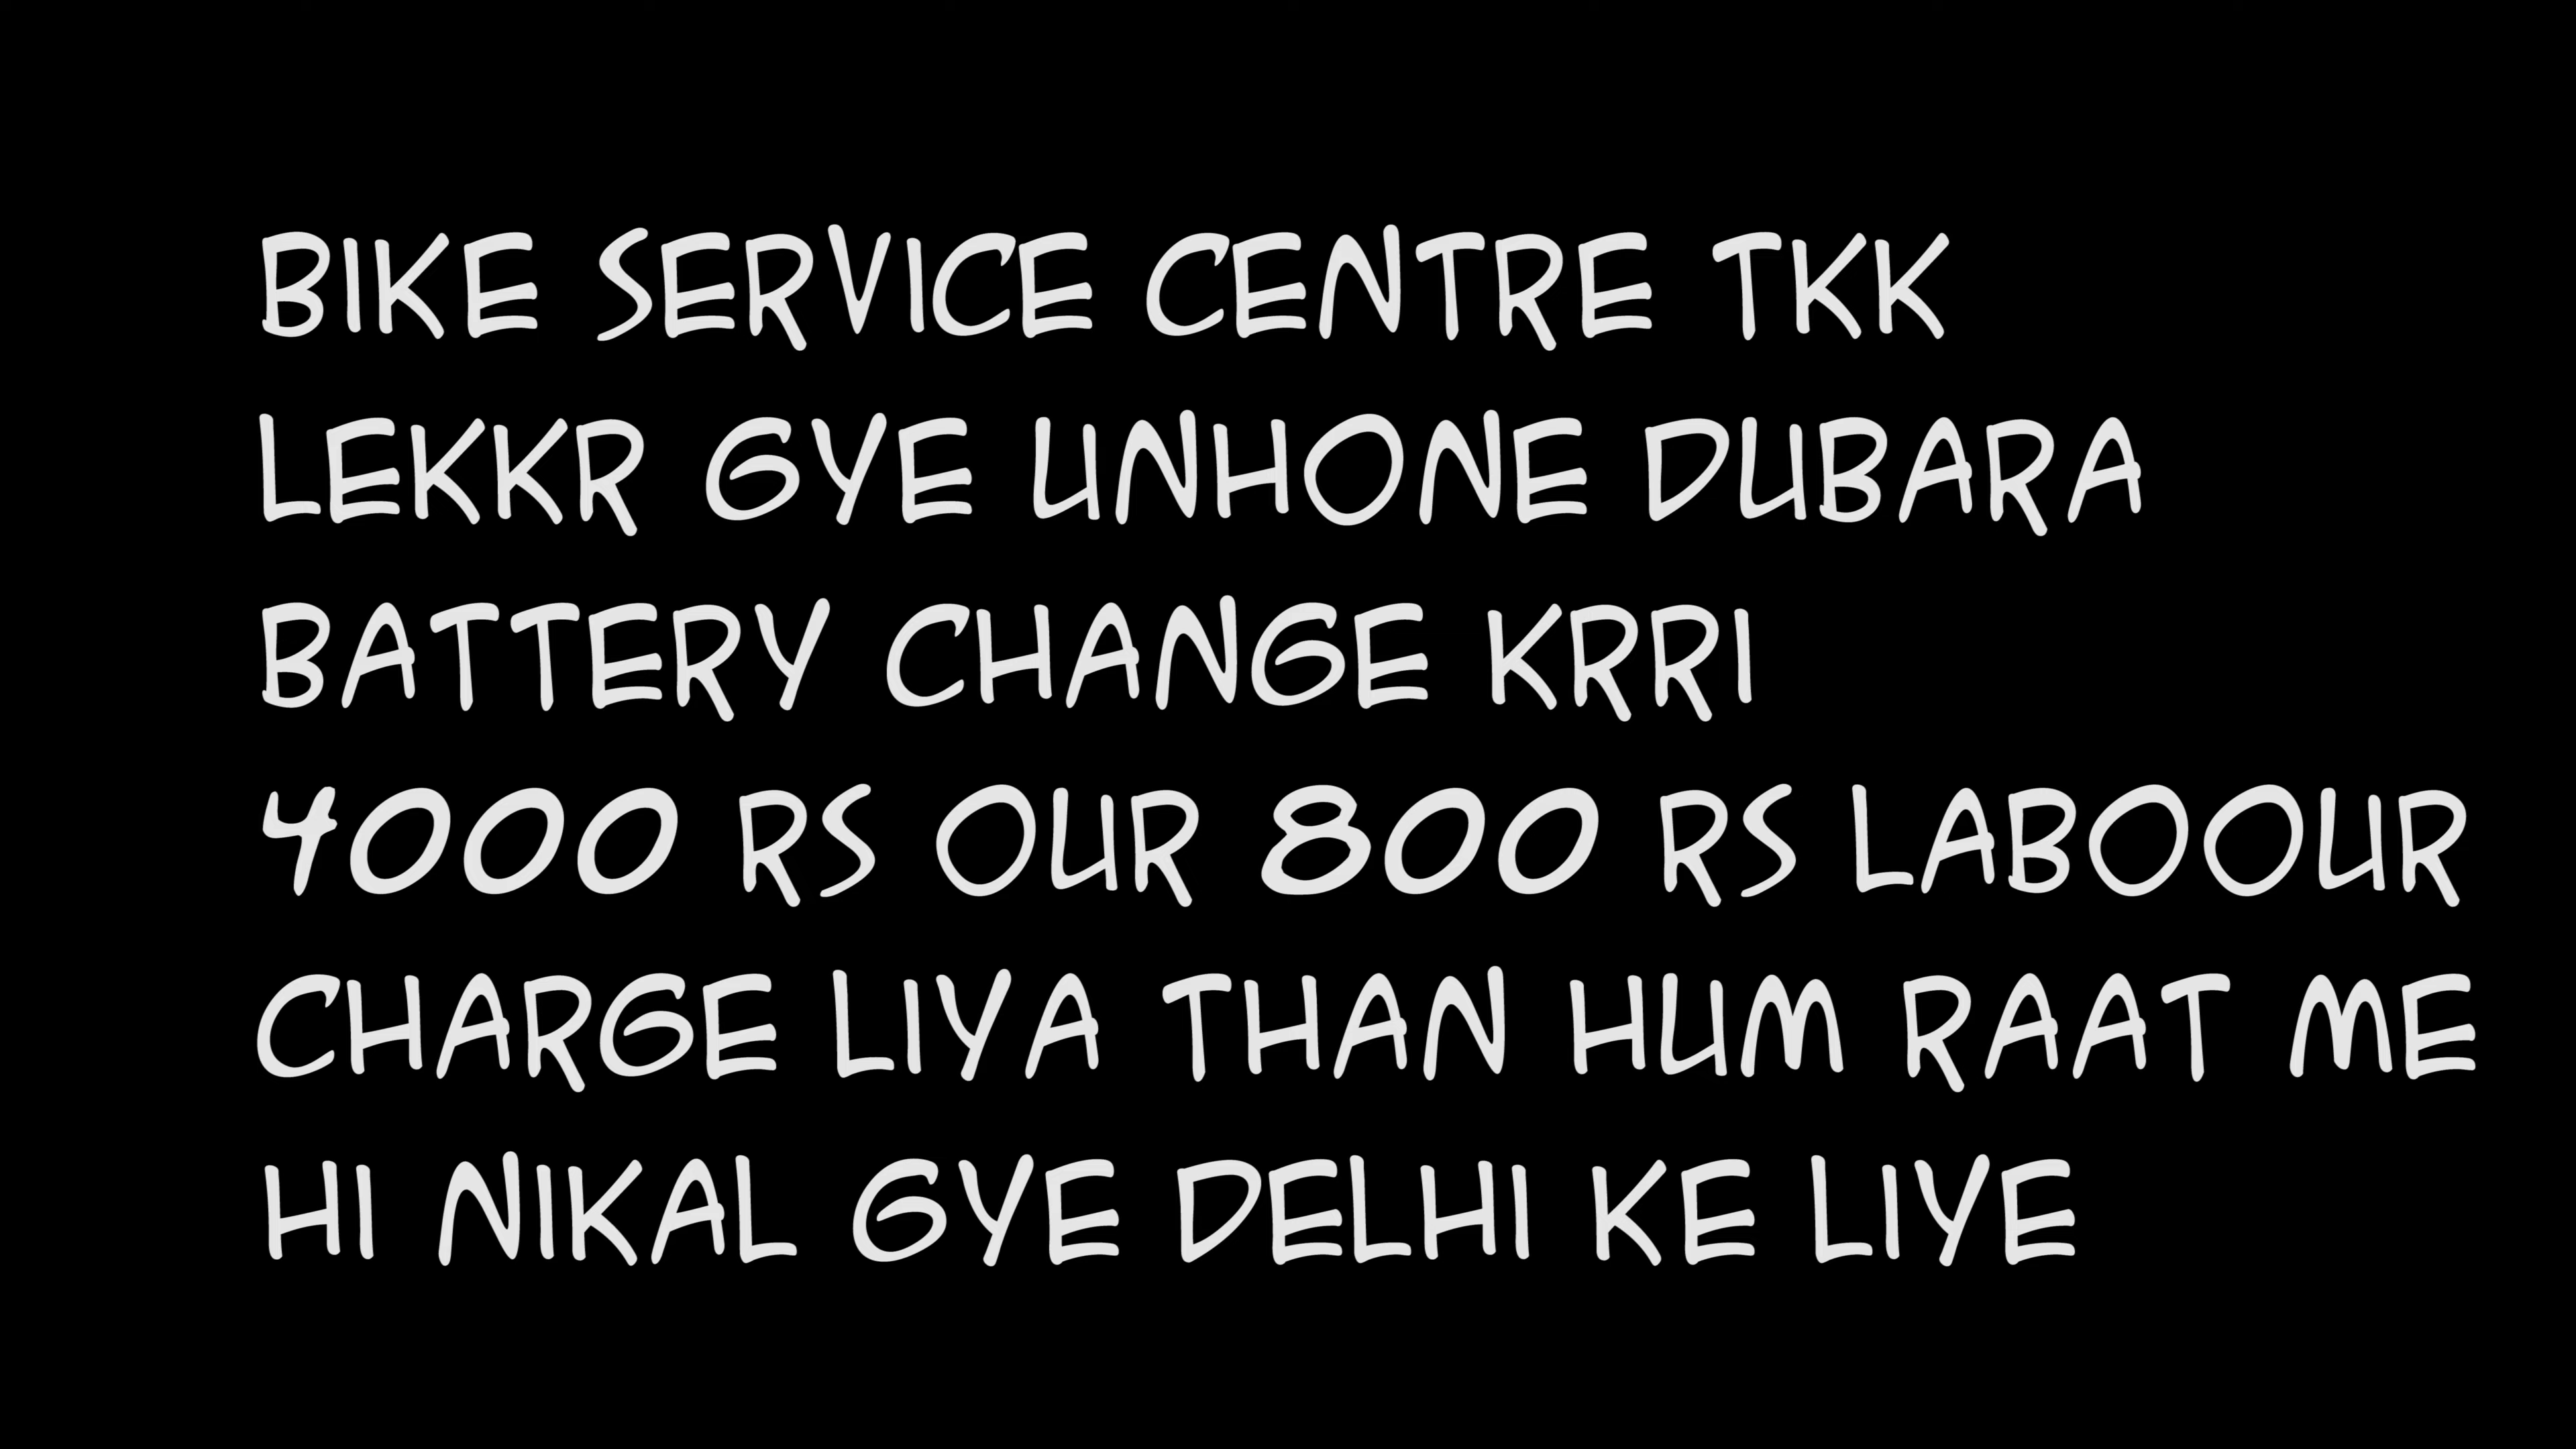 BIKE SERVICE CENTRE TKK
LEKKR GYE UNHONE DUBARA
BATTERY CHANGE KRRI
4000 RS OUR 800 RS LABOOUR
CHARGE LIYA THAN HUM RAAT ME
HI NIKAL GYE DELHI KE LIYE